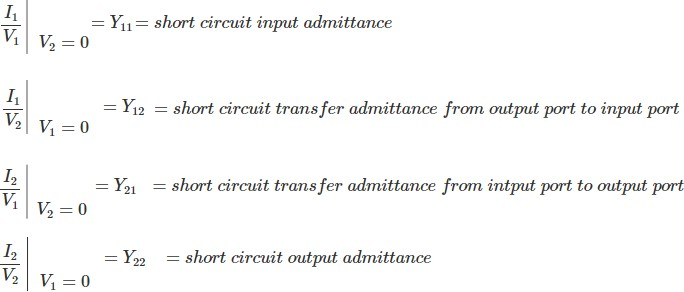 I₁/V₁ | V₂ = 0 = Y₁₁ = short circuit input admittance
I₁/V₂ | V₁ = 0 = Y₁₂ = short circuit transfer admittance from output port to input port
I₂/V₁ | V₂ = 0 = Y₂₁ = short circuit transfer admittance from intput port to output port
I₂/V₂ | V₁ = 0 = Y₂₂ = short circuit output admittance